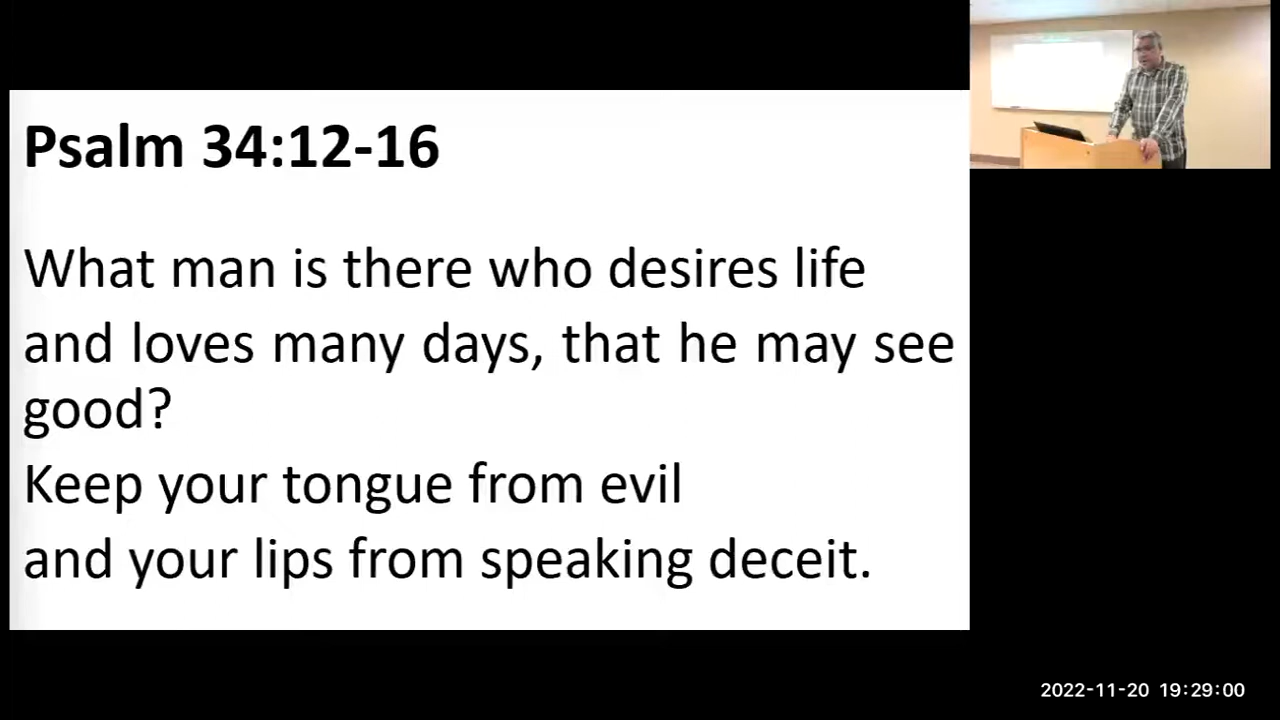 Psalm 34:12-16
What man is there who desires life
and loves many days, that he may see
good?
Keep your tongue from evil
and your lips from speaking deceit.
2022-11-20 19:29:00